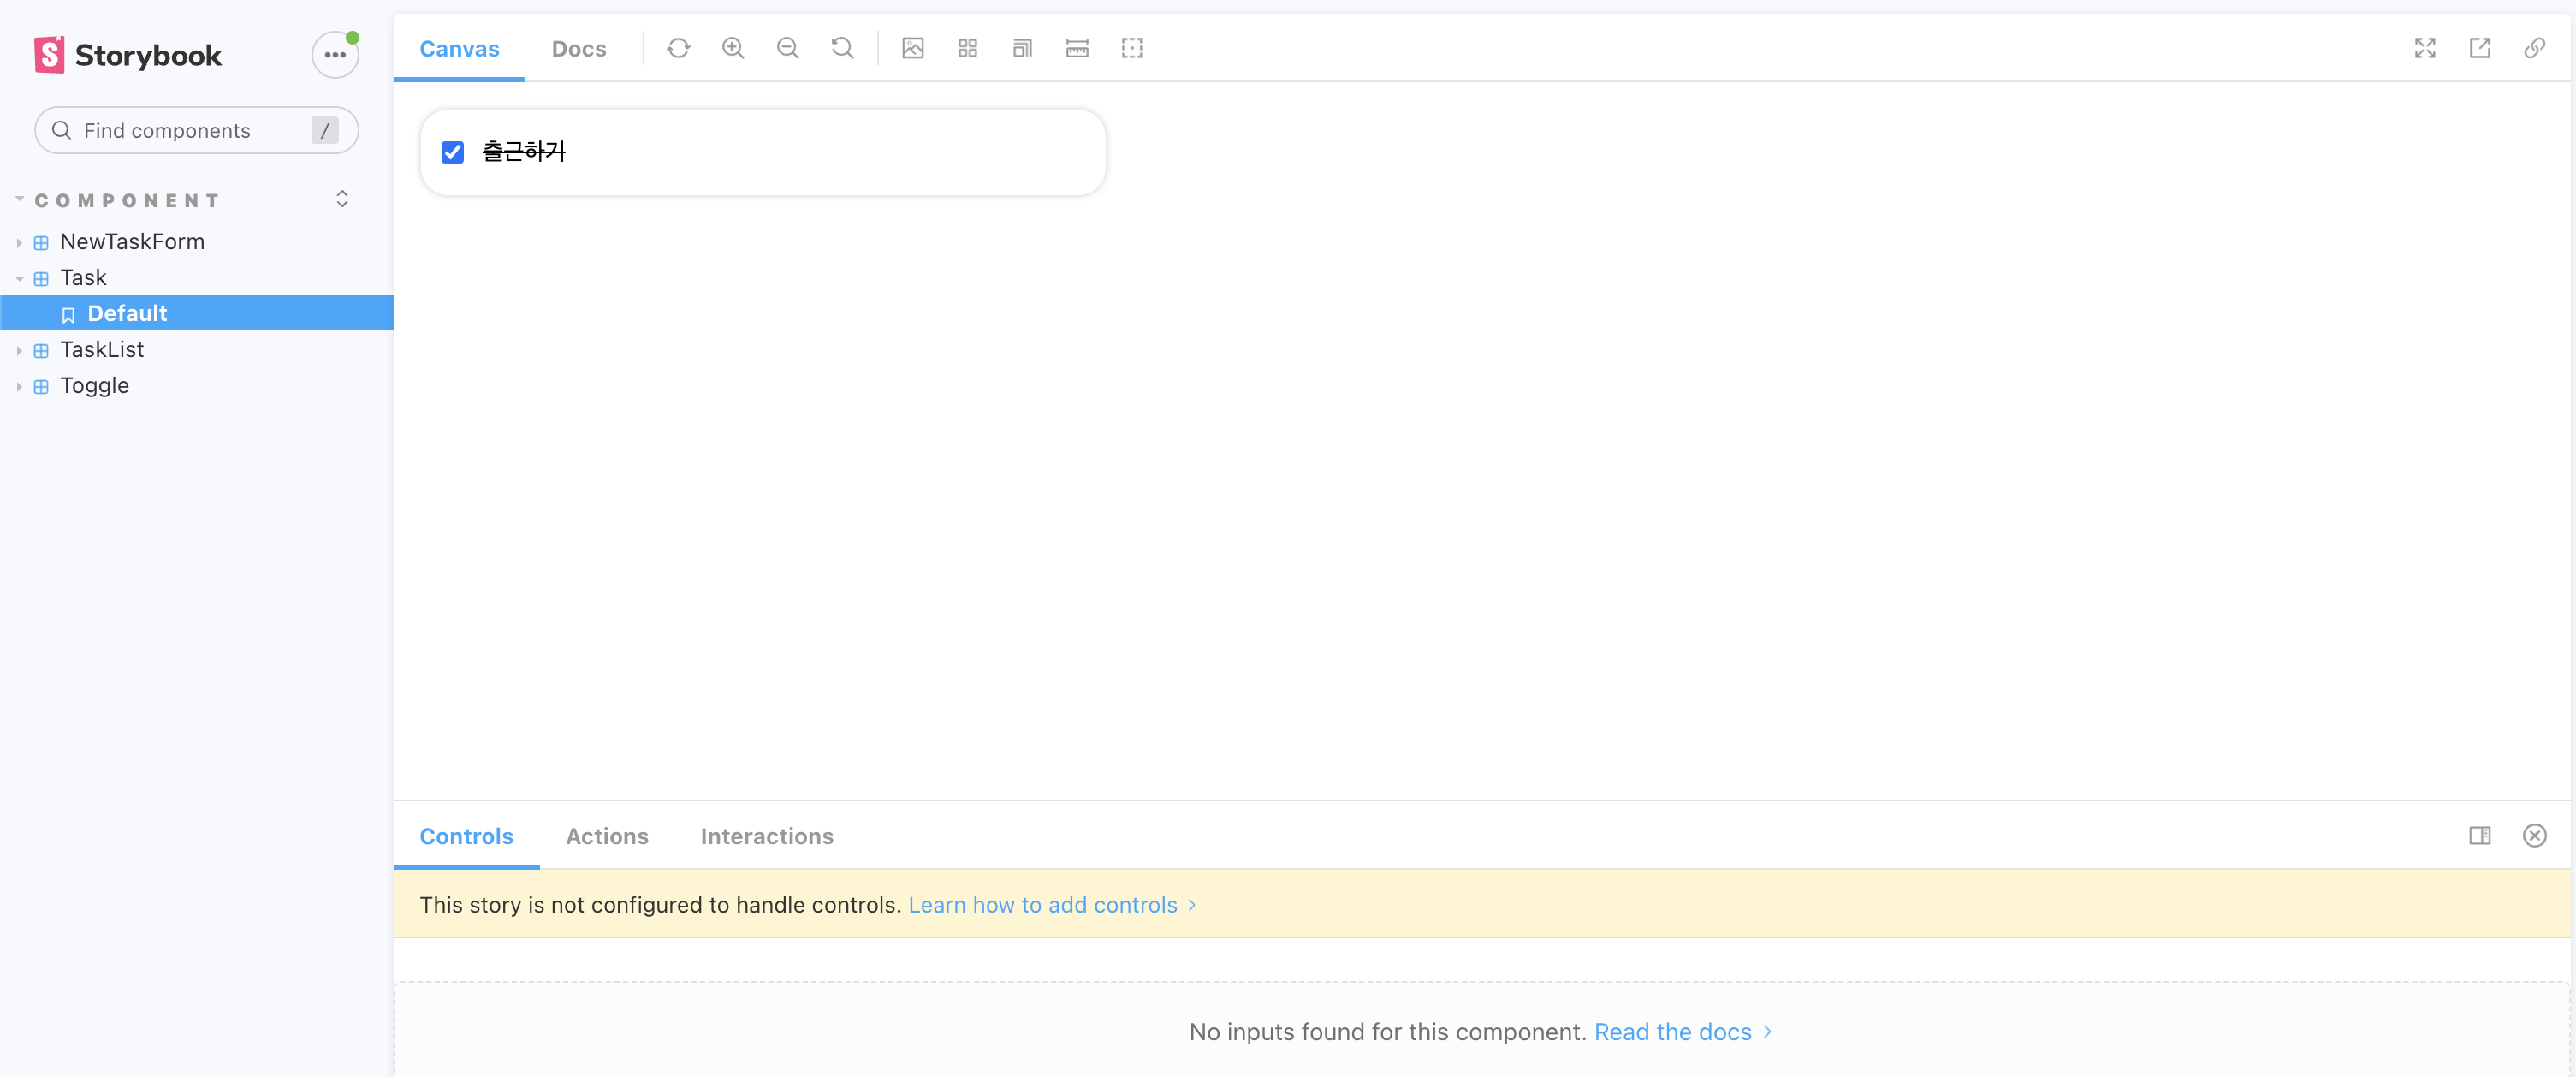 Storybook
Find components
/
COMPONENT
NewTaskForm
Task
Default
TaskList
Toggle
Canvas
Docs
출근하기
Controls
Actions
Interactions
This story is not configured to handle controls. Learn how to add controls
No inputs found for this component. Read the docs